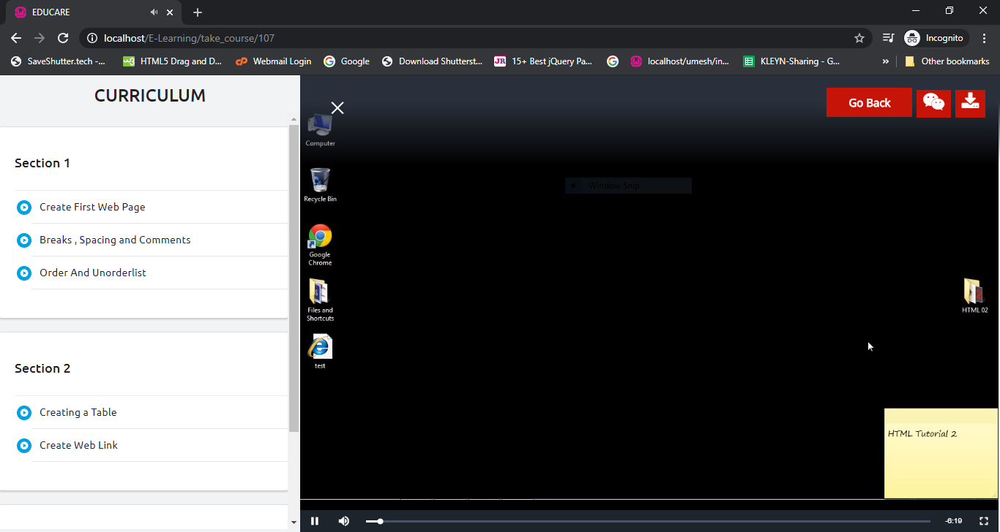 EDUCARE
localhost/E-Learning/take_course/107
Incognito
SaveShutter.tech -...
HTML5 Drag and D...
Webmail Login
Google
Download Shutterst...
15+ Best jQuery Pa...
localhost/umesh/in...
KLEYN-Sharing - G...
»
Other bookmarks
CURRICULUM
Section 1
Create First Web Page
Breaks , Spacing and Comments
Order And Unorderlist
Section 2
Creating a Table
Create Web Link
Go Back
Computer
Window Snip
Recycle Bin
Google
Chrome
Files and
Shortcuts
HTML 02
test
HTML Tutorial 2
-6:19